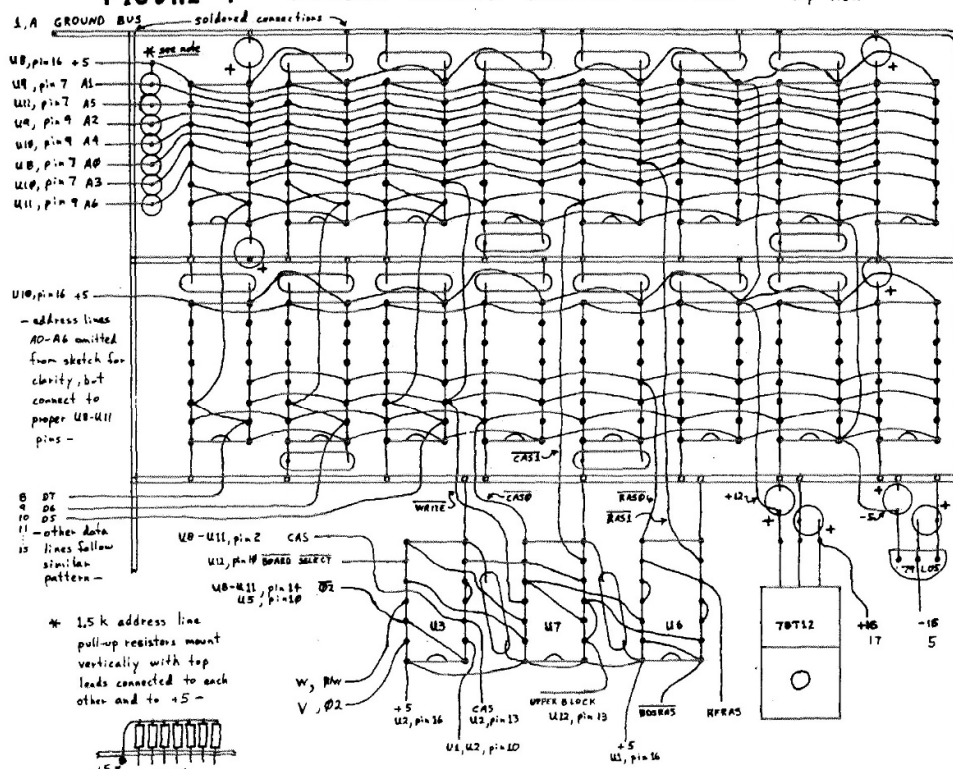 1,A GROUND BUS
soldered connections
* see note
U8, pin 16 +5
U9, pin 7 A1
U11, pin 7 A5
U9, pin 9 A2
U10, pin 9 A4
U8, pin 7 A0
U10, pin 7 A3
U11, pin 9 A6
+
+
+
+
U10, pin 16 +5
- address lines
A0-A6 omitted
from sketch for
clarity, but
connect to
proper U8-U11
pins -
CAS1
8 D7
9 D6
10 D5
11 - other data
15 lines follow
similar
pattern -
WRITE
CAS0
RAS0
RAS1
+12
-5
+
+
+
U8-U11, pin 2 CAS
U12, pin 10 BOARD SELECT
U8-U11, pin 14 Φ2
U5, pin 10
U3
U7
U6
78T12
79L05
+16
17
-16
5
W, R/W
V, Φ2
+5
U2, pin 16
CAS
U2, pin 13
UPPER BLOCK
U12, pin 13
BDSRAS
RFRAS
U1, U2, pin 10
+5
U1, pin 16
* 1.5 k address line
pull-up resistors mount
vertically with top
leads connected to each
other and to +5 -